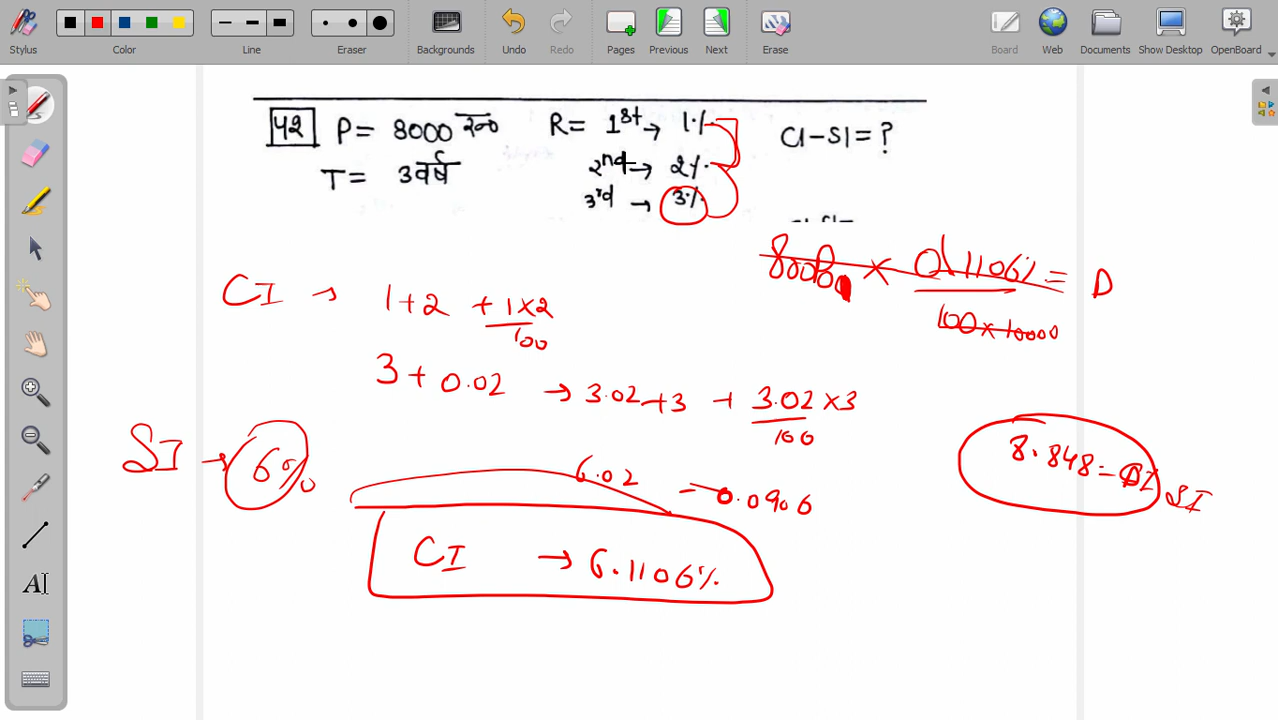 Stylus Color Line Eraser Backgrounds Undo Redo Pages Previous Next Erase Board Web Documents Show Desktop OpenBoard
42 P= 8000 रू० R= 1st → 1% CI-SI = ?
T= 3वर्ष 2nd → 2%
3rd → 3%
8000 × 0.1106% = D
100×10000
CI → 1+2 + 1×2
100
3+0.02 → 3.02+3 + 3.02×3
100
SI → 6%
6.02 = 0.0906
8.848 = CI SI
CI → 6.1106%